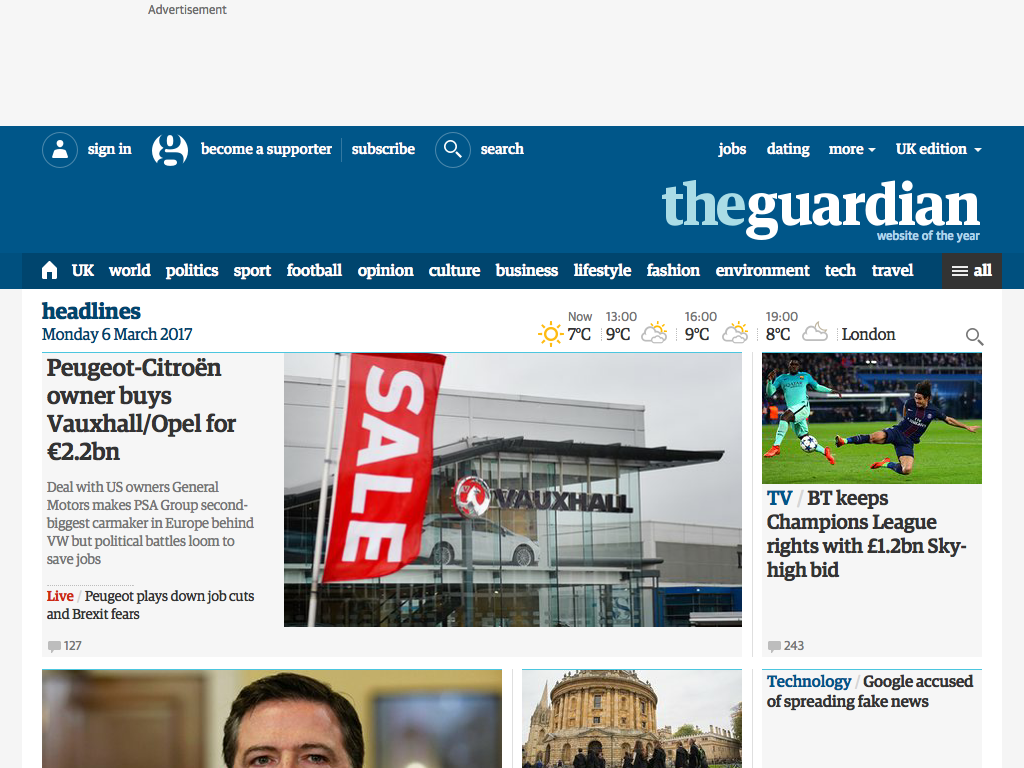 Advertisement
sign in
become a supporter
subscribe
search
jobs
dating
more
UK edition
theguardian
website of the year
UK
world
politics
sport
football
opinion
culture
business
lifestyle
fashion
environment
tech
travel
all
headlines
Monday 6 March 2017
Now
7°C
13:00
9°C
16:00
9°C
19:00
8°C
London
Peugeot-Citroën
owner buys
Vauxhall/Opel for
€2.2bn
Deal with US owners General
Motors makes PSA Group second-
biggest carmaker in Europe behind
VW but political battles loom to
save jobs
Live / Peugeot plays down job cuts
and Brexit fears
127
SALE
VAUXHALL
TV / BT keeps
Champions League
rights with £1.2bn Sky-
high bid
243
Technology / Google accused
of spreading fake news